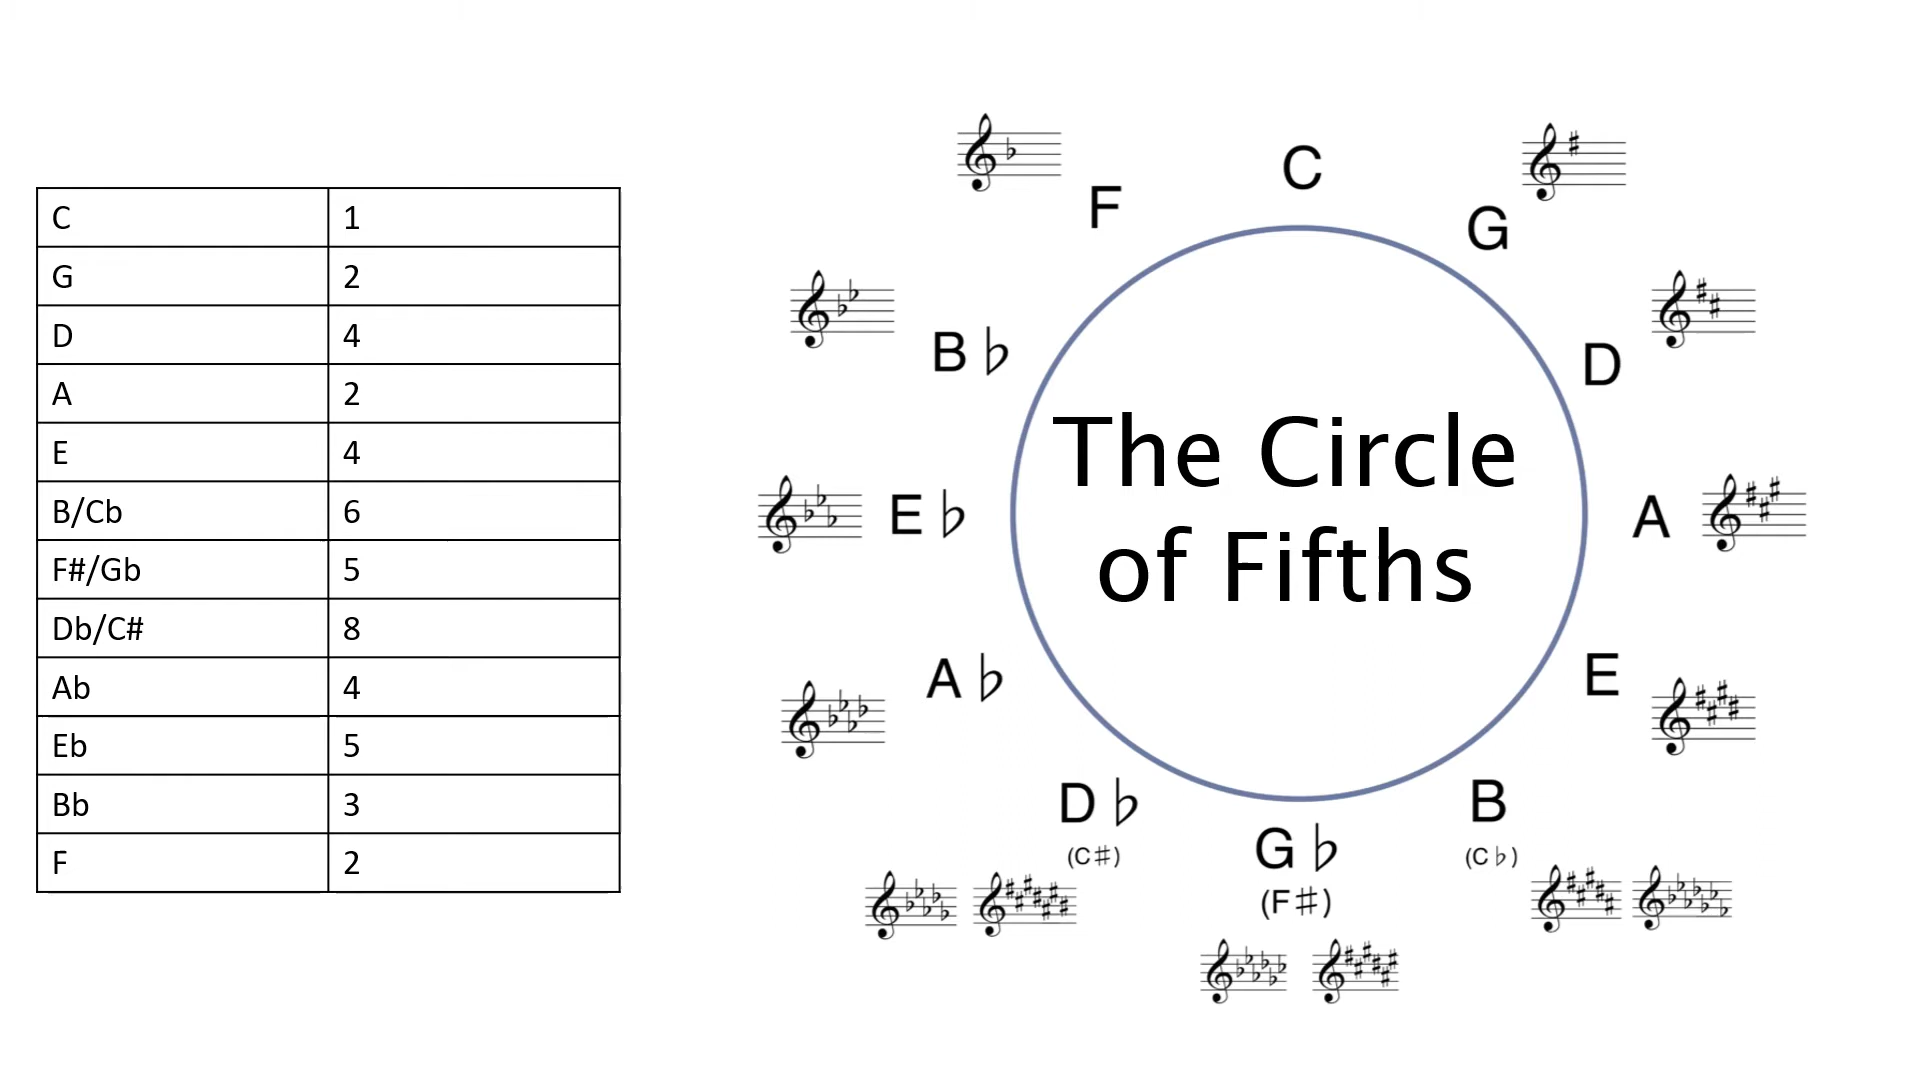 C 1
G 2
D 4
A 2
E 4
B/Cb 6
F#/Gb 5
Db/C# 8
Ab 4
Eb 5
Bb 3
F 2
C
F
G
B♭
D
The Circle
of Fifths
E♭
A
A♭
E
D♭
(C♯)
G♭
(F♯)
B
(C♭)